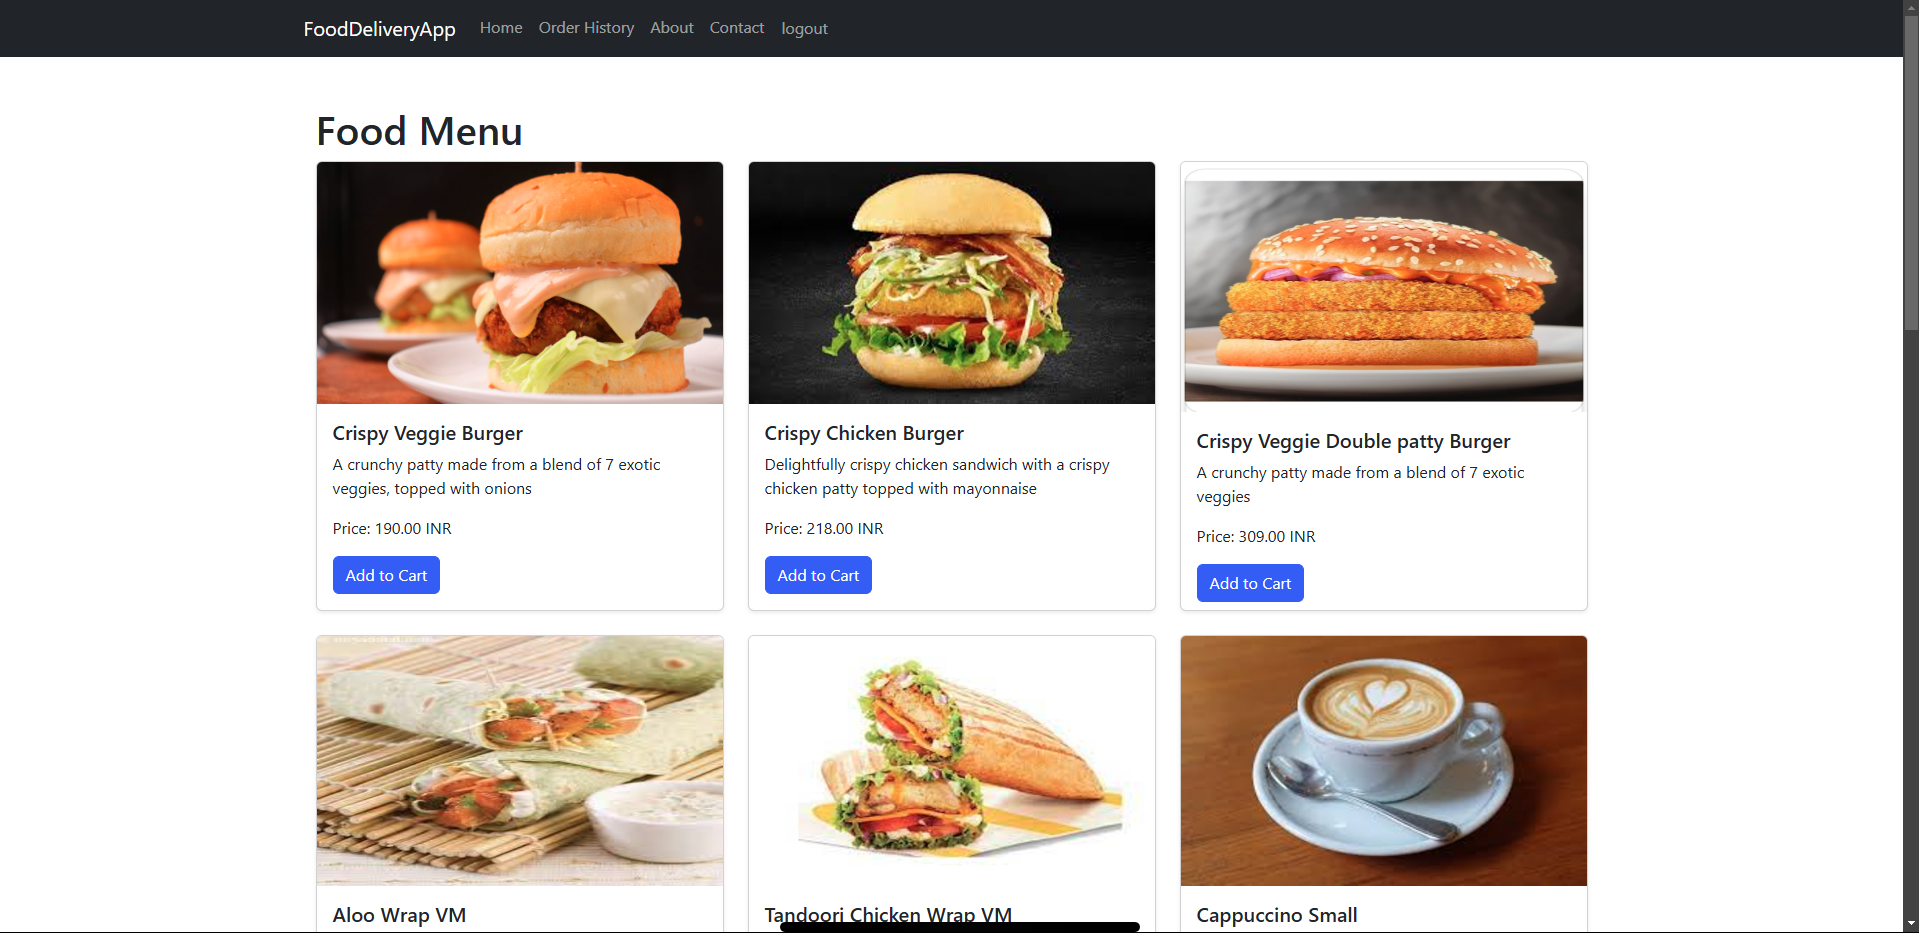 FoodDeliveryApp Home Order History About Contact logout
Food Menu
Crispy Veggie Burger
A crunchy patty made from a blend of 7 exotic
veggies, topped with onions
Price: 190.00 INR
Add to Cart
Crispy Chicken Burger
Delightfully crispy chicken sandwich with a crispy
chicken patty topped with mayonnaise
Price: 218.00 INR
Add to Cart
Crispy Veggie Double patty Burger
A crunchy patty made from a blend of 7 exotic
veggies
Price: 309.00 INR
Add to Cart
Aloo Wrap VM
Tandoori Chicken Wrap VM
Cappuccino Small